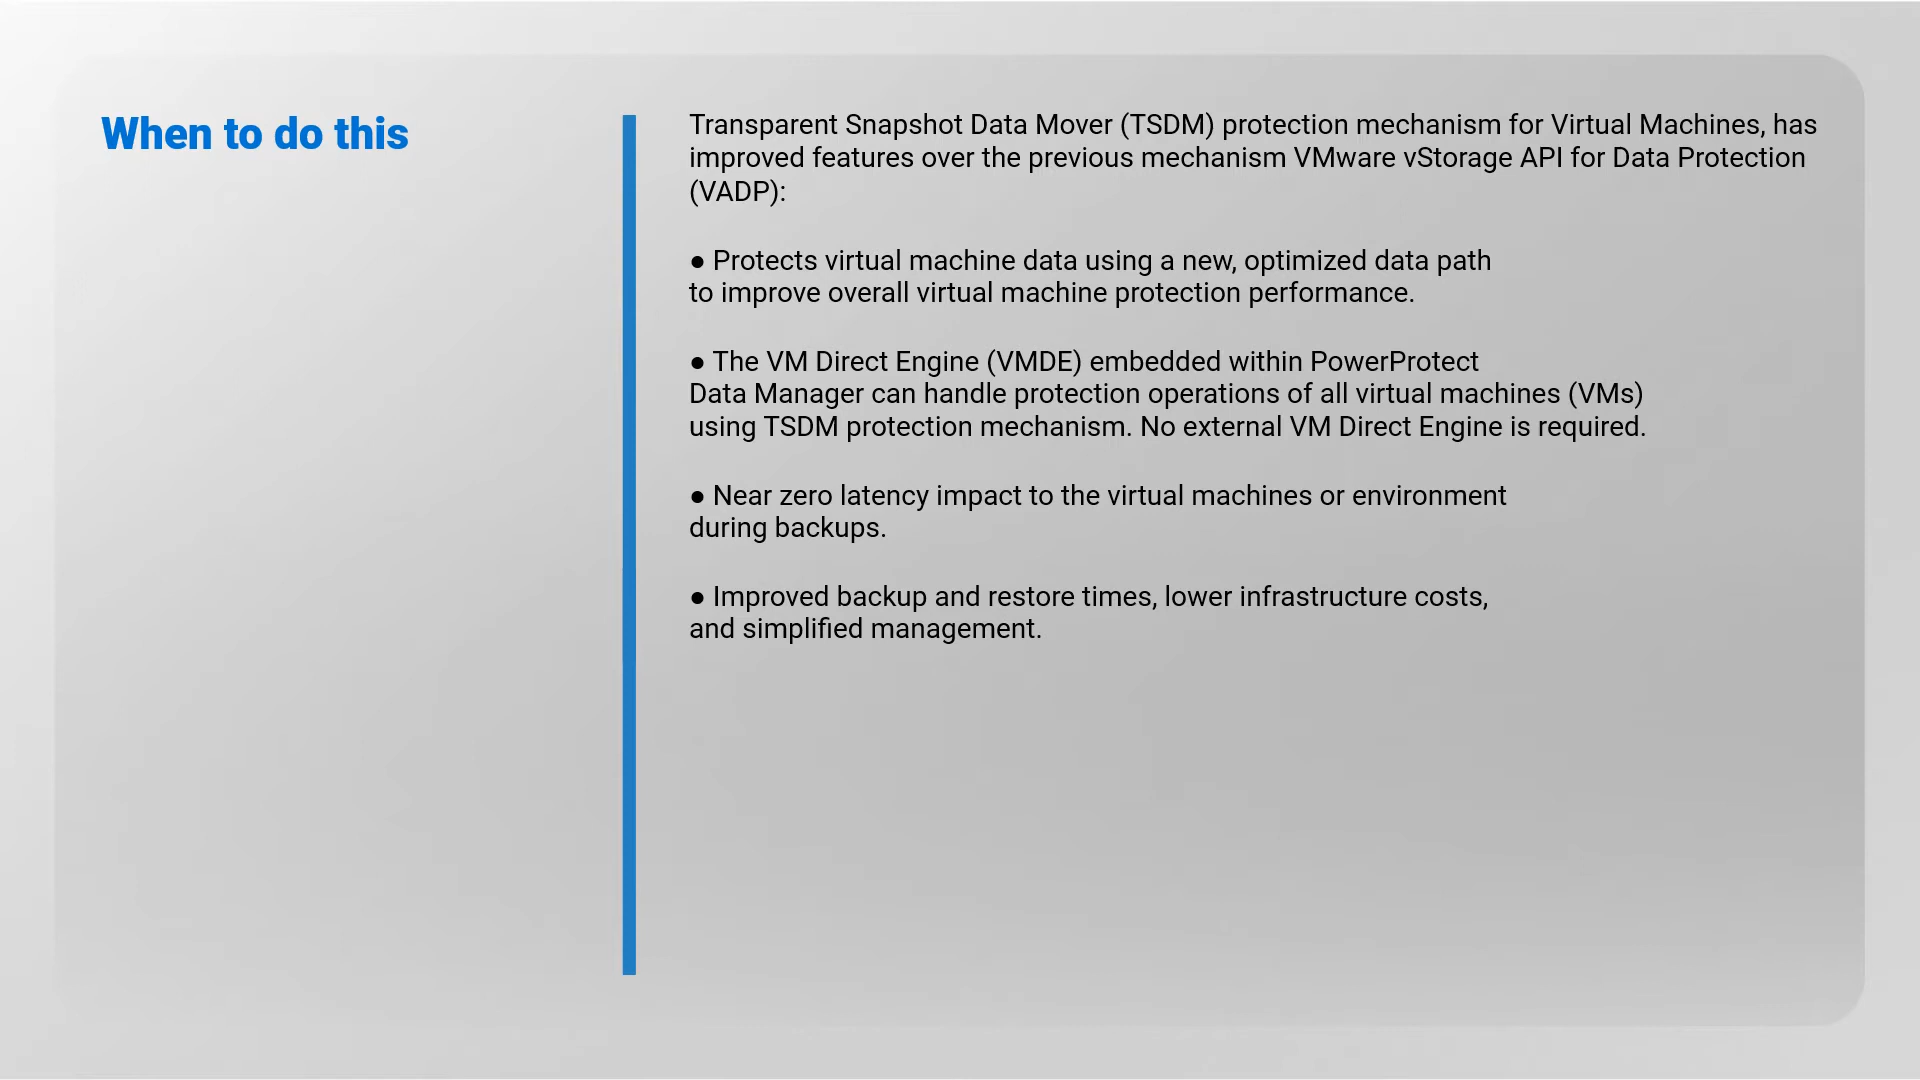 When to do this
Transparent Snapshot Data Mover (TSDM) protection mechanism for Virtual Machines, has
improved features over the previous mechanism VMware vStorage API for Data Protection
(VADP):
● Protects virtual machine data using a new, optimized data path
to improve overall virtual machine protection performance.
● The VM Direct Engine (VMDE) embedded within PowerProtect
Data Manager can handle protection operations of all virtual machines (VMs)
using TSDM protection mechanism. No external VM Direct Engine is required.
● Near zero latency impact to the virtual machines or environment
during backups.
● Improved backup and restore times, lower infrastructure costs,
and simplified management.